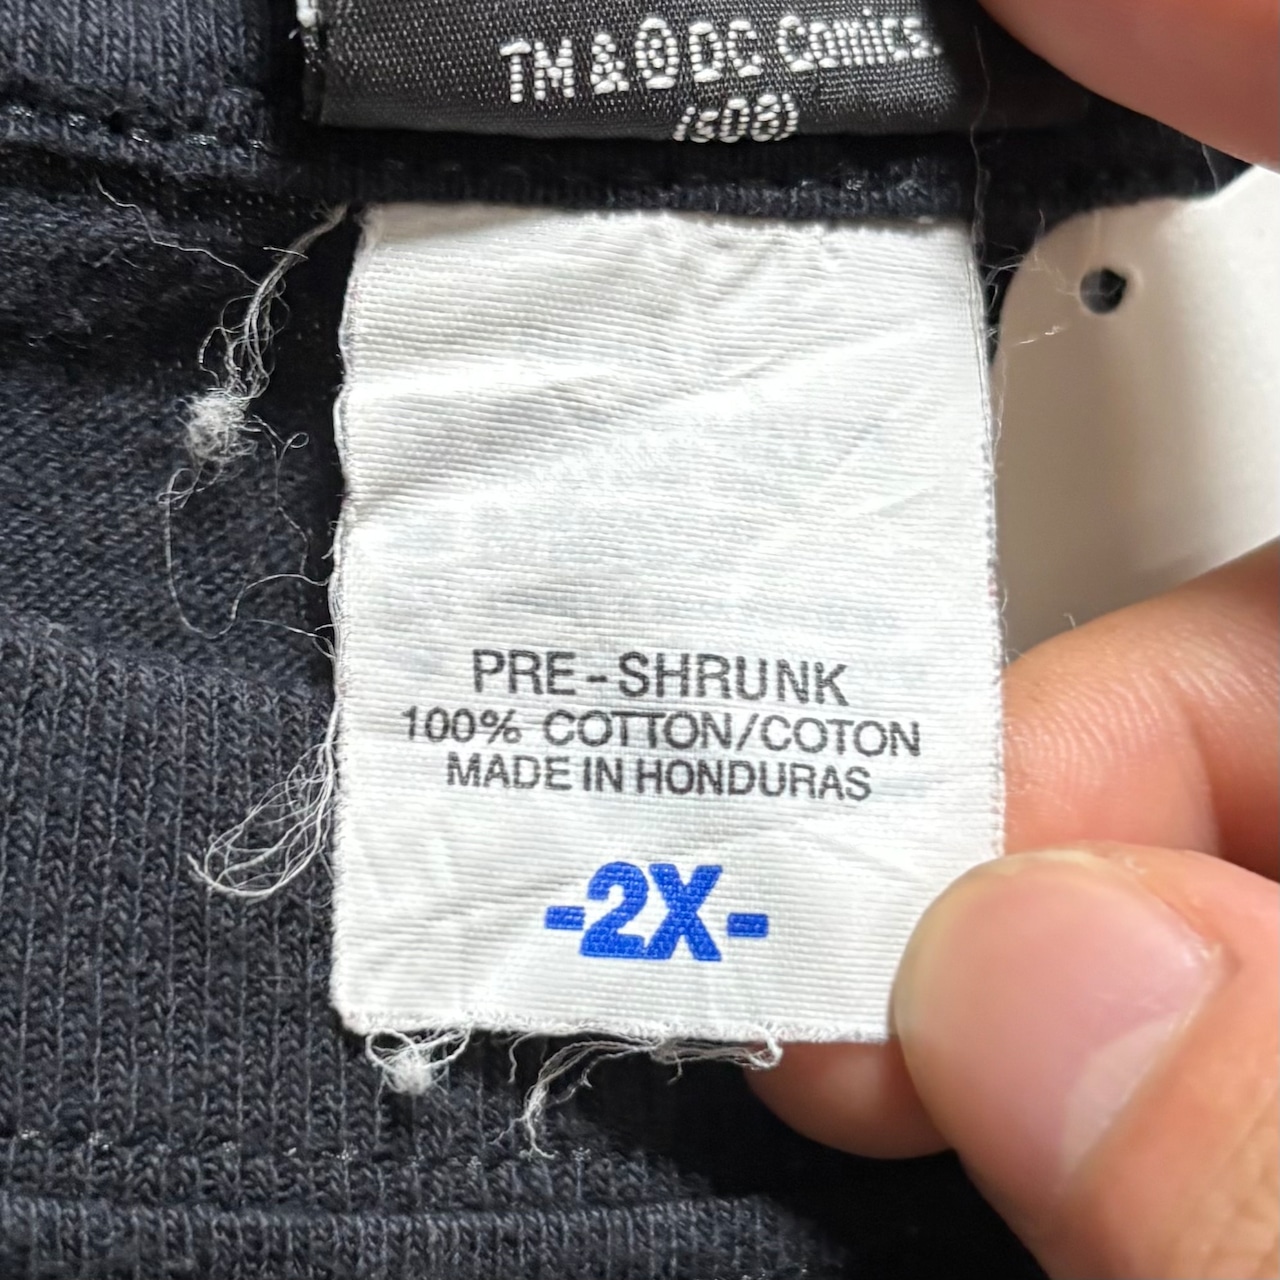 TM & ® DC Comics.
(s08)
PRE-SHRUNK
100% COTTON/COTON
MADE IN HONDURAS
-2X-